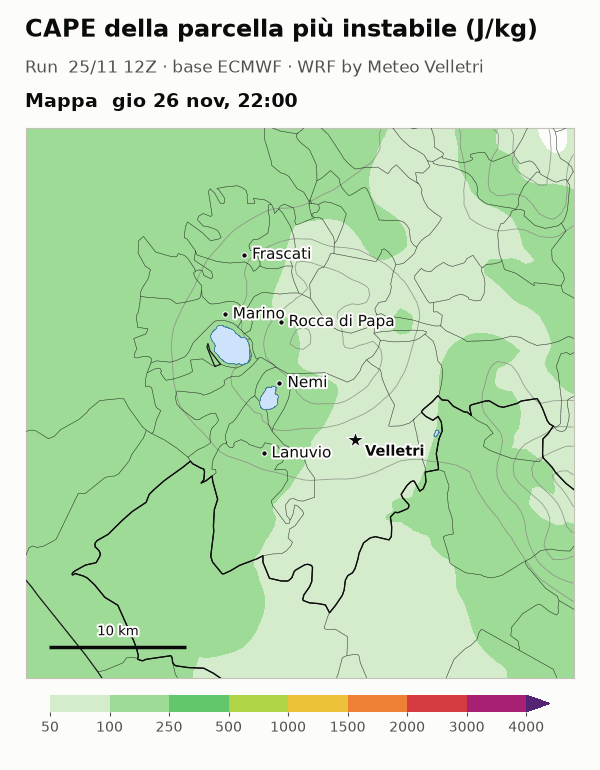 CAPE della parcella più instabile (J/kg)
Run  25/11 12Z · base ECMWF · WRF by Meteo Velletri
Mappa  gio 26 nov, 22:00
Frascati
Marino
Rocca di Papa
Nemi
Velletri
Lanuvio
10 km
50 100 250 500 1000 1500 2000 3000 4000